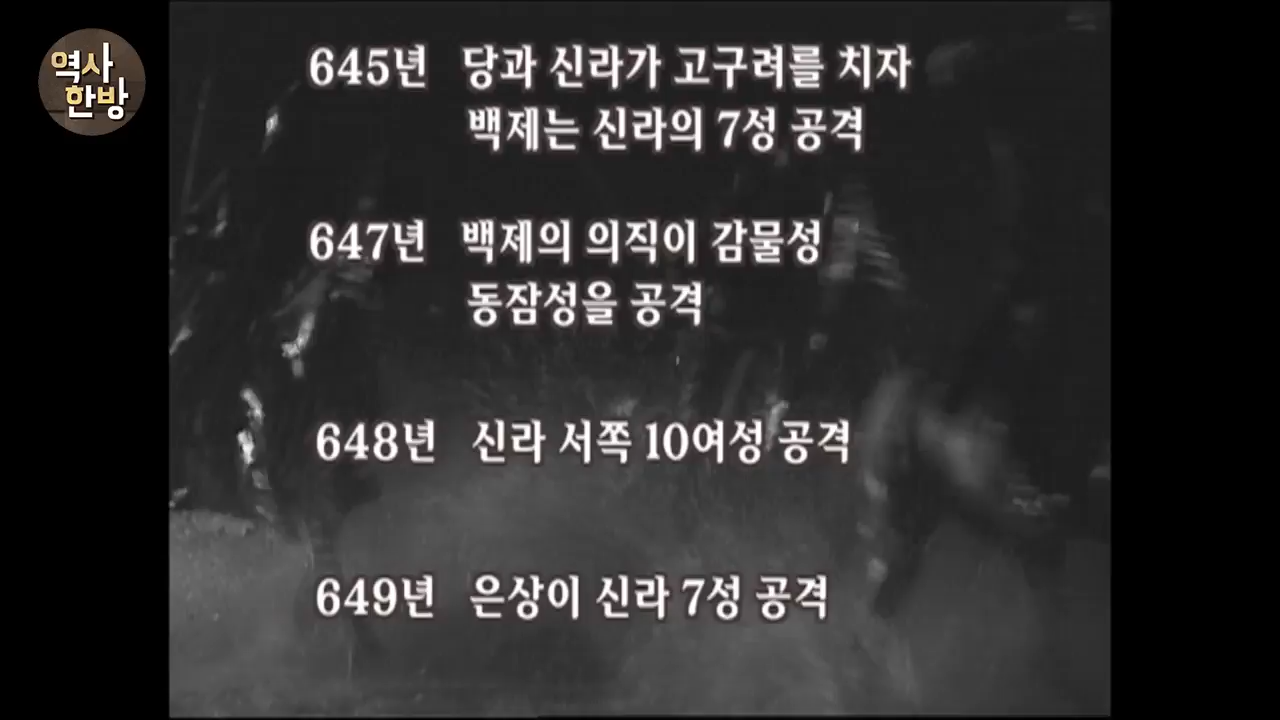 역사
한방
645년 당과 신라가 고구려를 치자
백제는 신라의 7성 공격
647년 백제의 의직이 감물성
동잠성을 공격
648년 신라 서쪽 10여성 공격
649년 은상이 신라 7성 공격